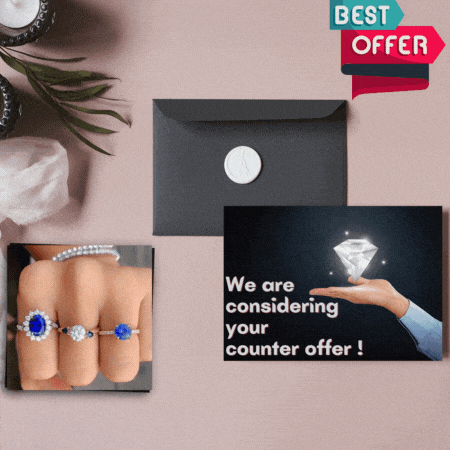 BEST
OFFER
We are
considering
your
counter offer !